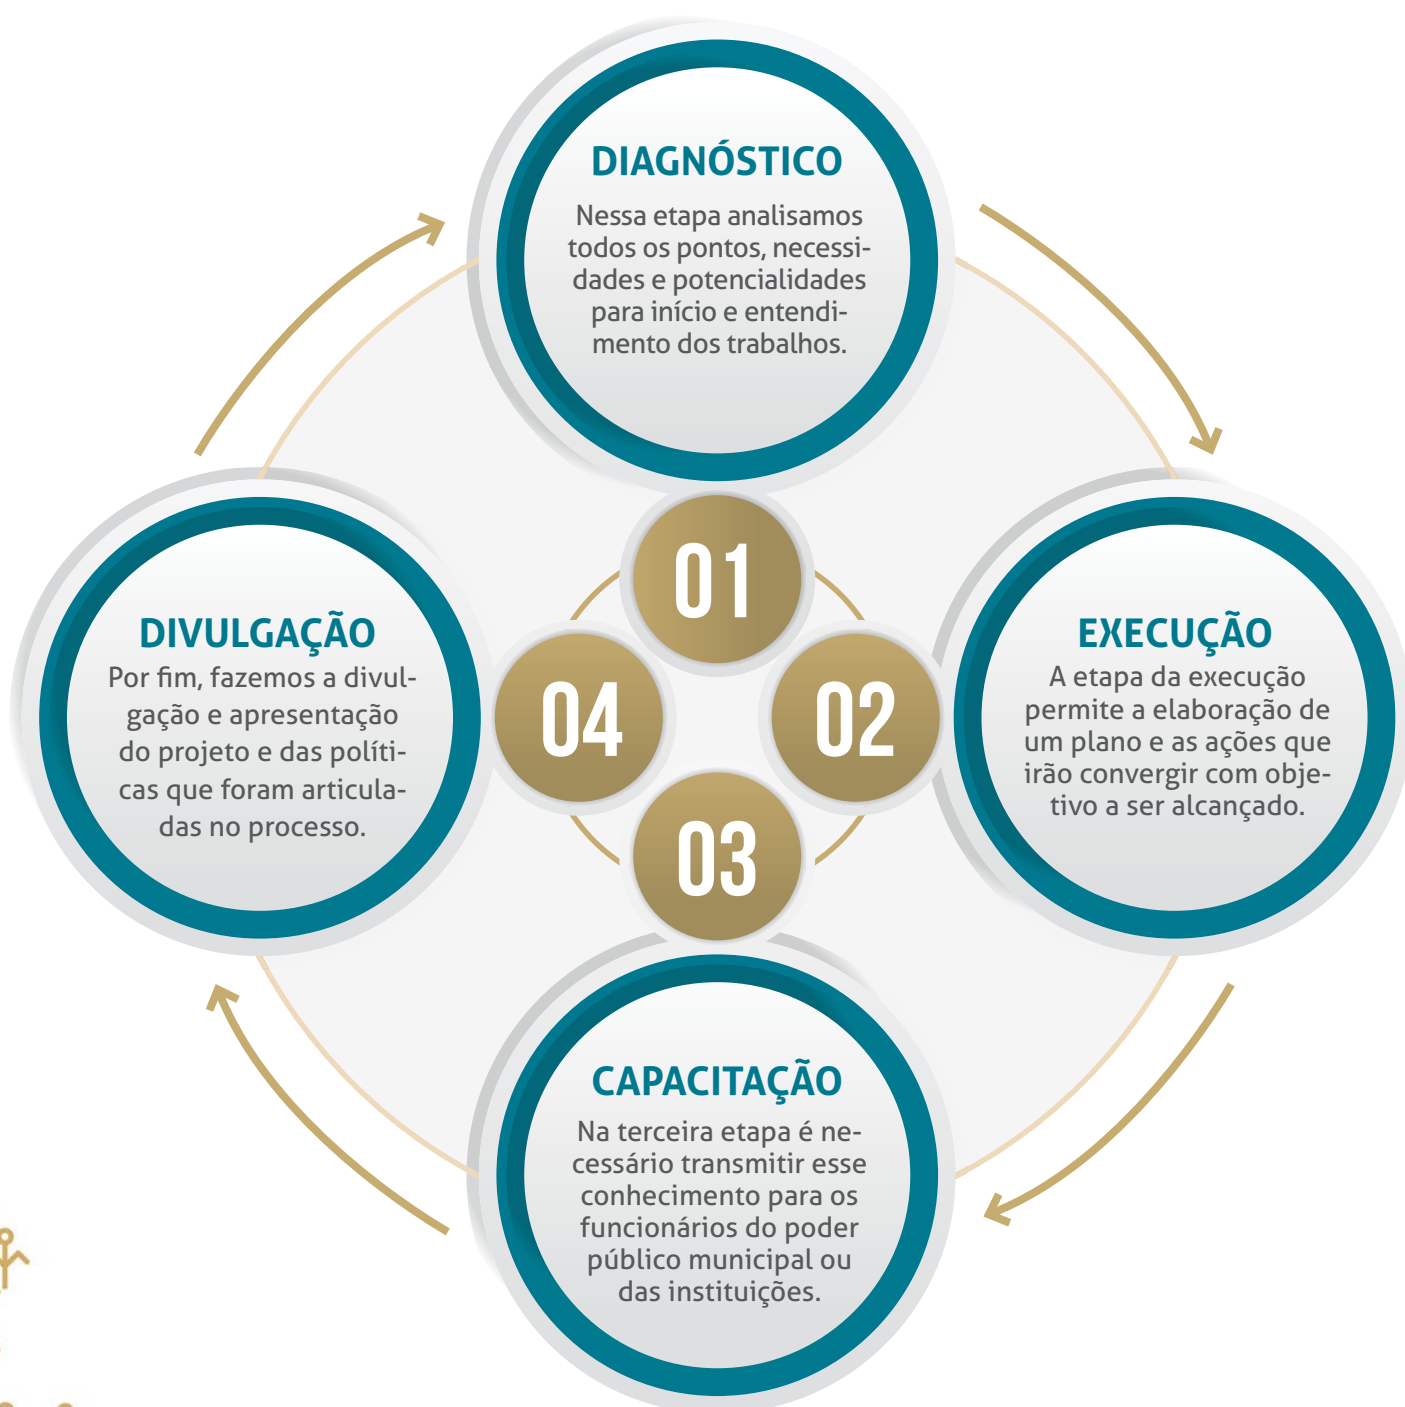 DIAGNÓSTICO
Nessa etapa analisamos
todos os pontos, necessi-
dades e potencialidades
para início e entendi-
mento dos trabalhos.
01
EXECUÇÃO
A etapa da execução
permite a elaboração de
um plano e as ações que
irão convergir com obje-
tivo a ser alcançado.
02
CAPACITAÇÃO
Na terceira etapa é ne-
cessário transmitir esse
conhecimento para os
funcionários do poder
público municipal ou
das instituições.
03
DIVULGAÇÃO
Por fim, fazemos a divul-
gação e apresentação
do projeto e das políti-
cas que foram articula-
das no processo.
04